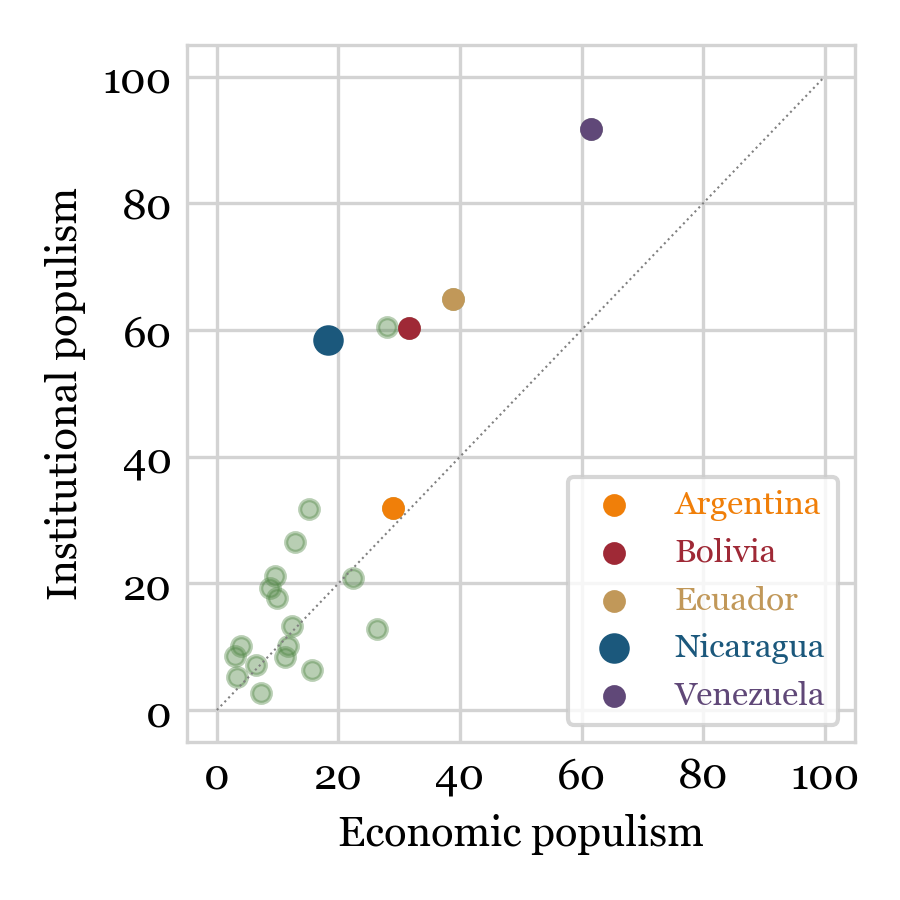 100
80
60
40
20
0
Institutional populism
Argentina
Bolivia
Ecuador
Nicaragua
Venezuela
0 20 40 60 80 100
Economic populism